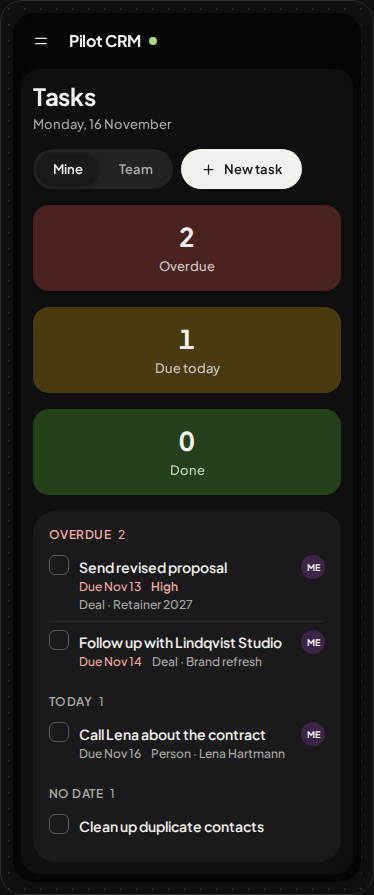 Pilot CRM
Tasks
Monday, 16 November
Mine Team + New task
2
Overdue
1
Due today
0
Done
OVERDUE 2
Send revised proposal ME
Due Nov 13 High
Deal · Retainer 2027
Follow up with Lindqvist Studio ME
Due Nov 14 Deal · Brand refresh
TODAY 1
Call Lena about the contract ME
Due Nov 16 Person · Lena Hartmann
NO DATE 1
Clean up duplicate contacts